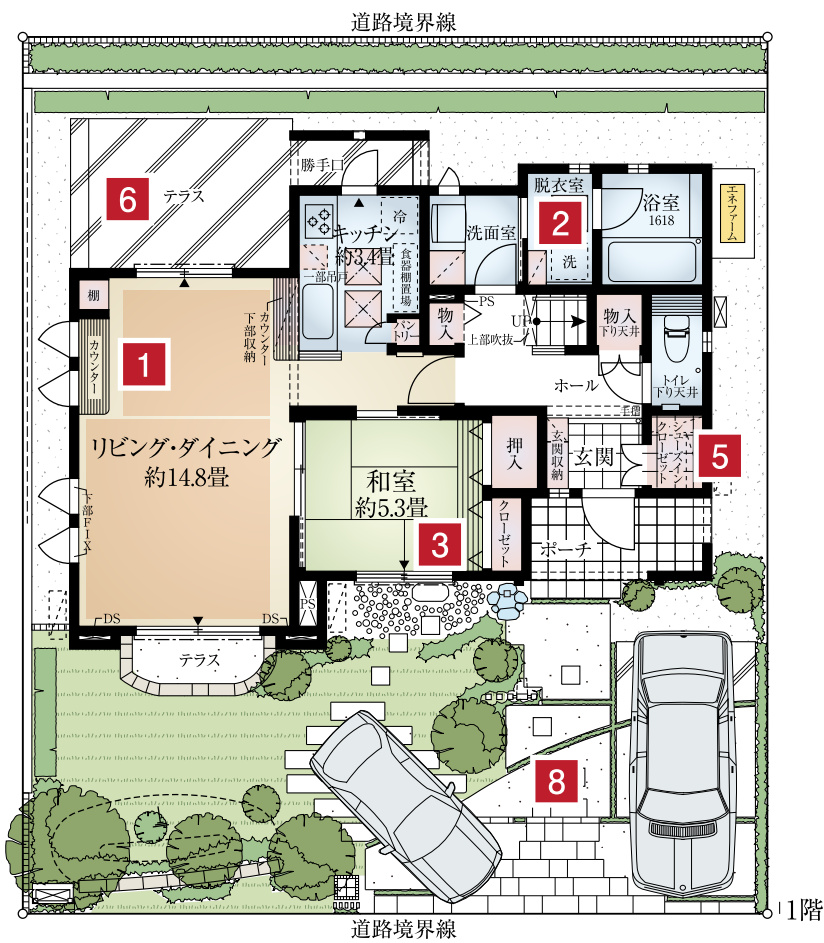 道路境界線
勝手口
6
テラス
脱衣室
2
浴室
1618
エネファーム
冷
キッチン
約3.4畳
一部吊戸
食器棚置場
洗面室
洗
棚
カウンター
下部収納
パントリー
物入
PS
UP
上部吹抜
物入
下り天井
カウンター
1
ホール
トイレ
下り天井
手摺
リビング・ダイニング
約14.8畳
和室
約5.3畳
押入
玄関収納
玄関
シューズイン
クローゼット
5
下部FIX
3
クローゼット
ポーチ
PS
DS
DS
テラス
8
道路境界線
1階